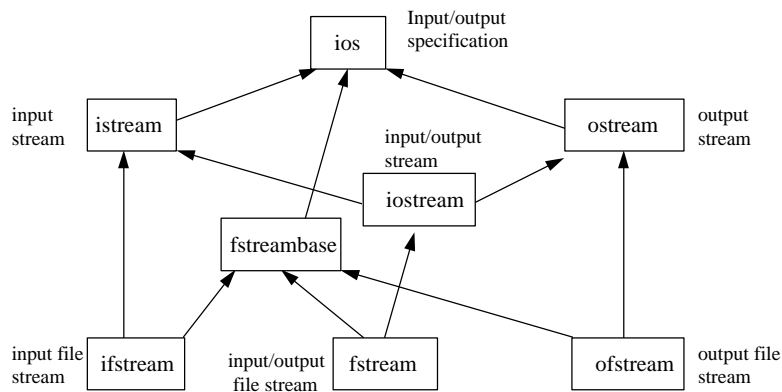 Input/output
specification
ios
input
stream
istream
input/output
stream
ostream
output
stream
iostream
fstreambase
input file
stream
ifstream
input/output
file stream
fstream
ofstream
output file
stream